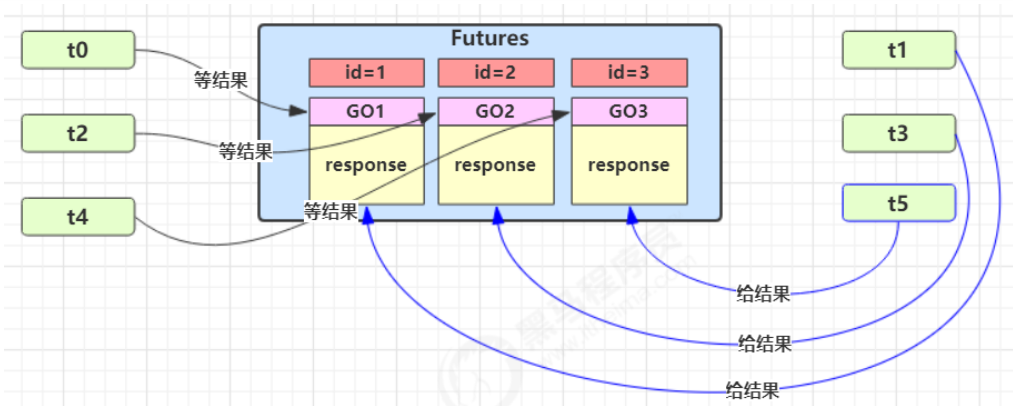 Futures
t0
t1
id=1
id=2
id=3
等结果
GO1
GO2
GO3
t2
t3
等结果
response
response
response
t4
等结果
t5
给结果
给结果
给结果